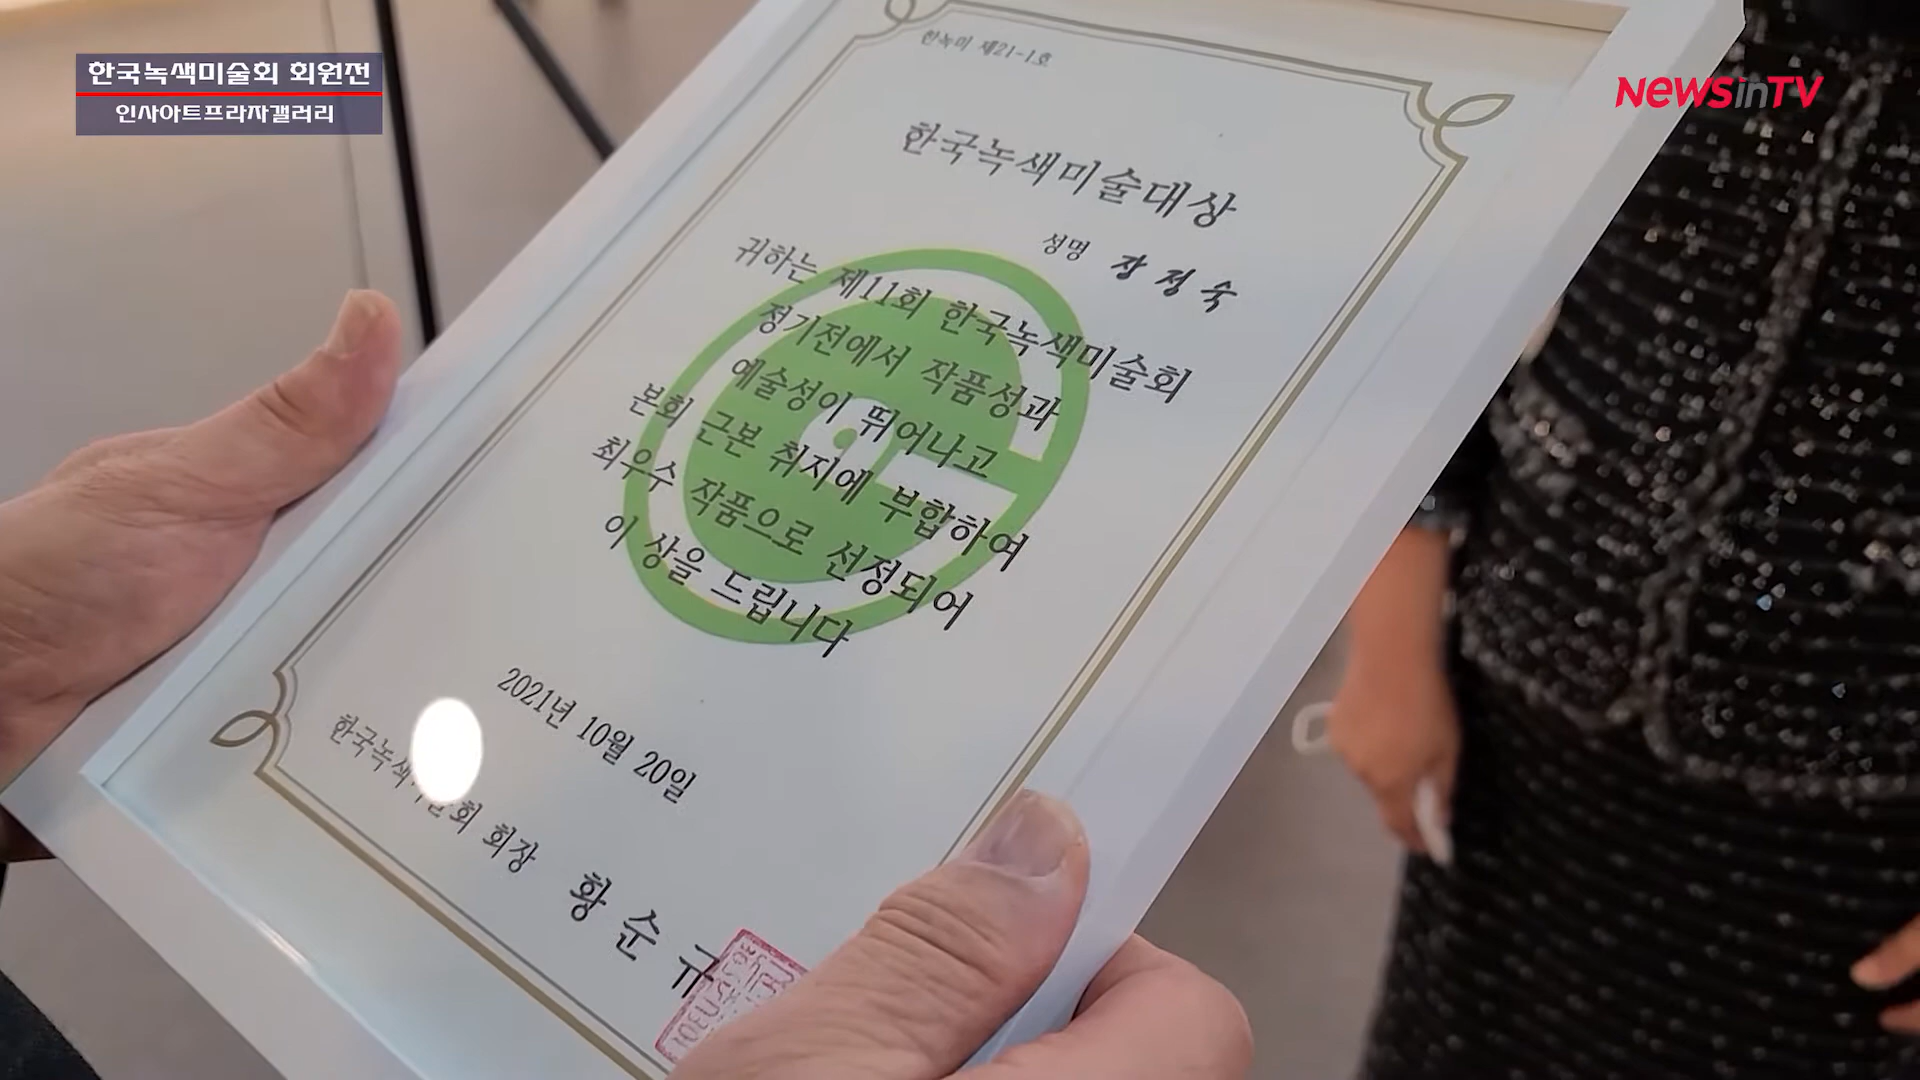 한국녹색미술회 회원전
인사아트프라자갤러리
NEWSinTV
한녹미 제21-1호
한국녹색미술대상
성명 장정숙
귀하는 제11회 한국녹색미술회
정기전에서 작품성과
예술성이 뛰어나고
본회 근본 취지에 부합하여
최우수 작품으로 선정되어
이 상을 드립니다
2021년 10월 20일
회장 황순규